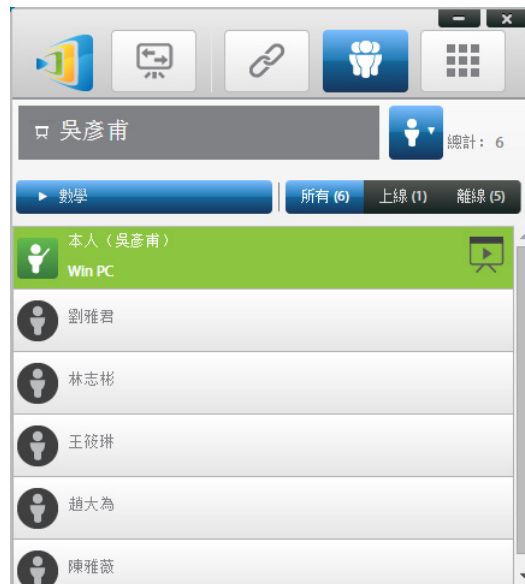 吳彥甫
總計：6
數學
所有 (6) 上線 (1) 離線 (5)
本人（吳彥甫）
Win PC
劉雅君
林志彬
王筱琳
趙大為
陳雅薇